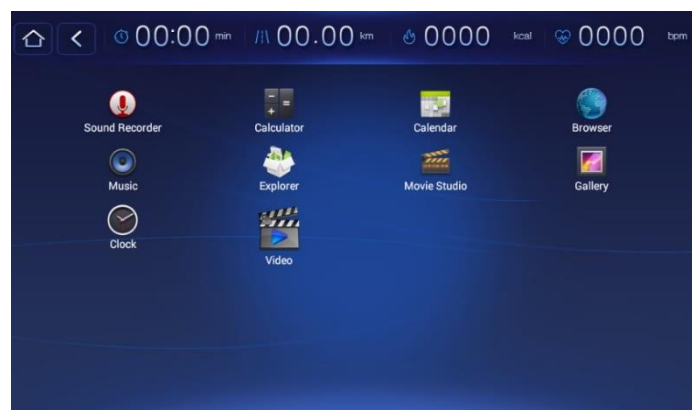 00:00 min 00.00 km 0000 kcal 0000 bpm
Sound Recorder Calculator Calendar Browser
Music Explorer Movie Studio Gallery
Clock Video